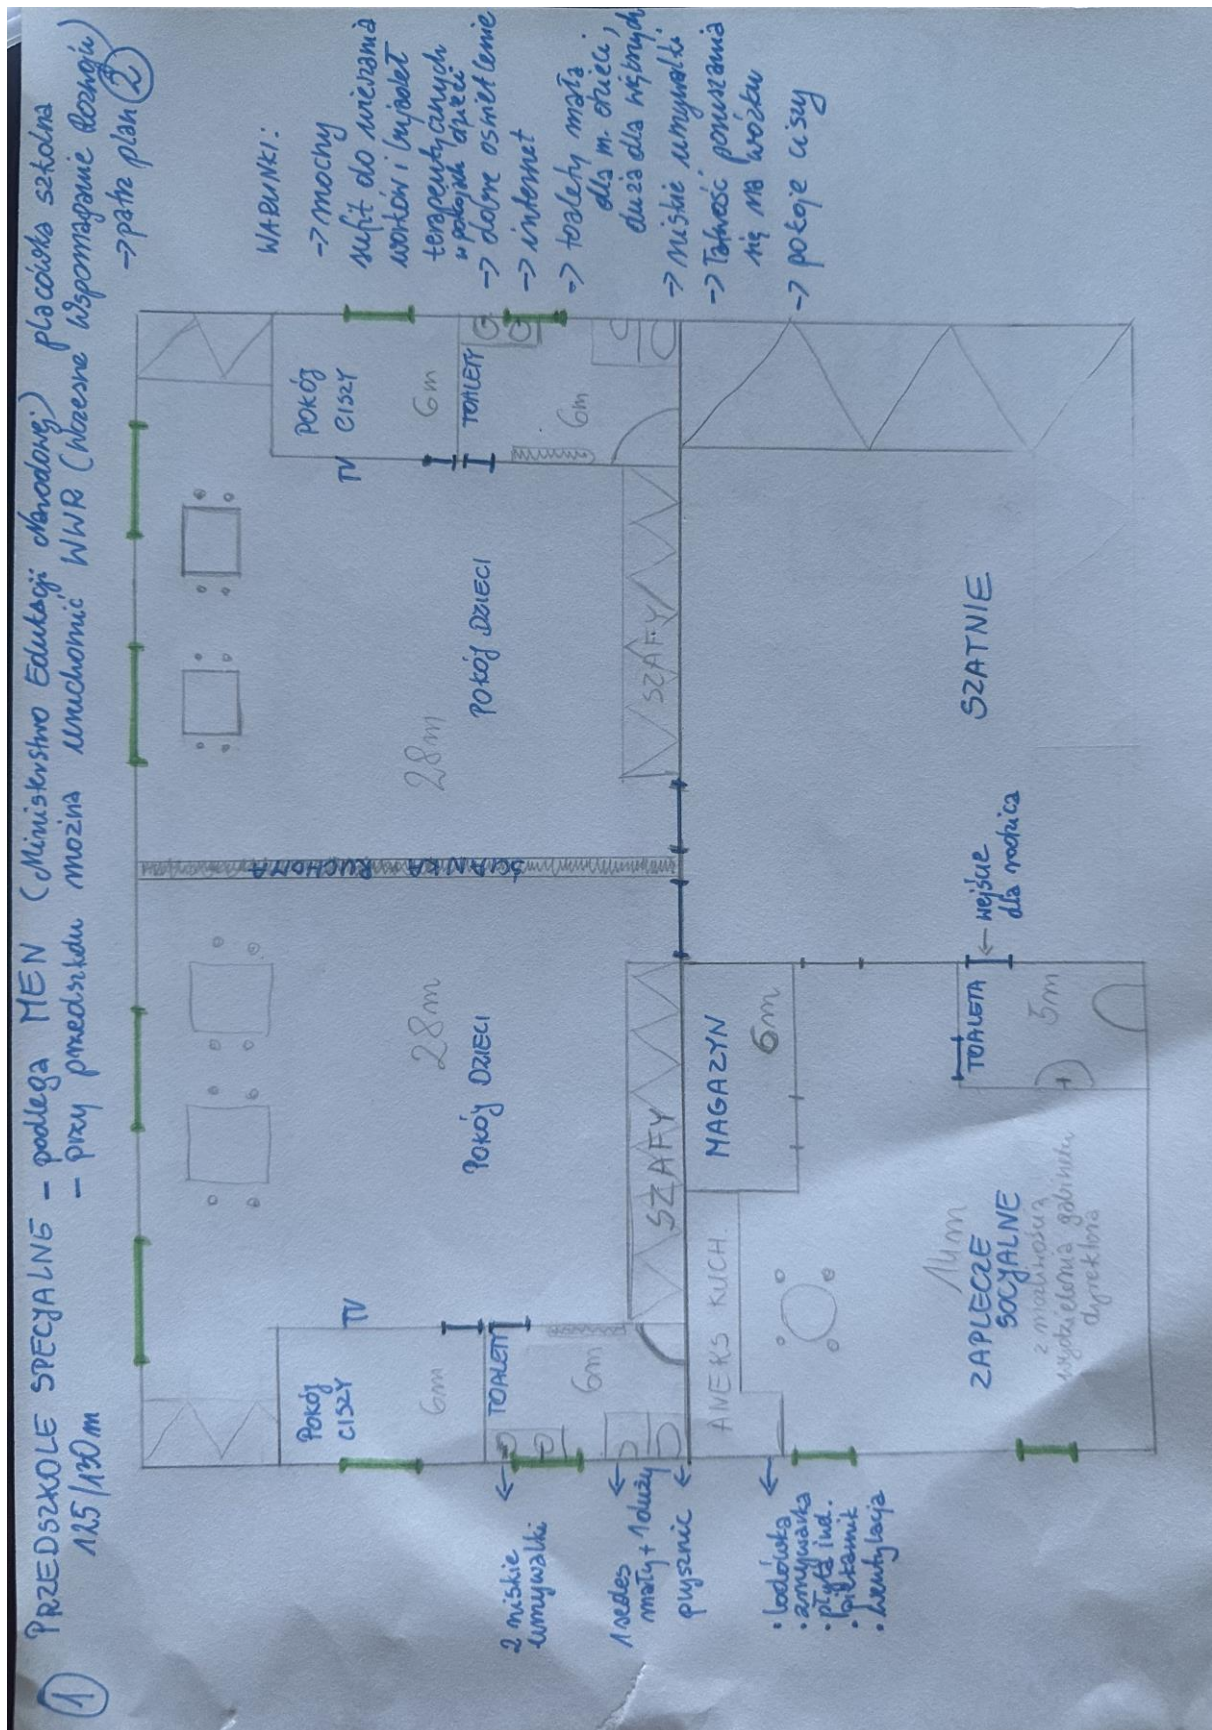 ① PRZEDSZKOLE SPECJALNE - podlega MEN (Ministerstwo Edukacji Narodowej) placówka szkolna
125/130m - przy przedszkolu można uruchomić WWR (Wczesne Wspomaganie Rozwoju)
→ patrz plan ②
WARUNKI:
→ mocny
sufit do wieszania
worków i huśtawek
terapeutycznych
w pokojach dzieci
→ dobre oświetlenie
→ internet
→ toalety mała
dla m. dzieci,
duża dla większych
→ niskie umywalki
→ łatwość poruszania
się na wózku
→ pokoje ciszy
POKÓJ
CISZY
TV
6m
TOALETY
6m
POKÓJ DZIECI
28m
SZAFY
ŚCIANKA RUCHOMA
POKÓJ DZIECI
28m
SZAFY
POKÓJ
CISZY
TV
6m
TOALETY
6m
2 niskie
umywalki
1 sedes
mały + 1 duży
prysznic
SZATNIE
← wejście
dla rodzica
MAGAZYN
6m
TOALETA
5m
ANEKS KUCH.
14m
ZAPLECZE
SOCJALNE
z możliwością
wydzielenia gabinetu
dyrektora
• lodówka
• zmywarka
• płyta ind.
• piekarnik
• wentylacja